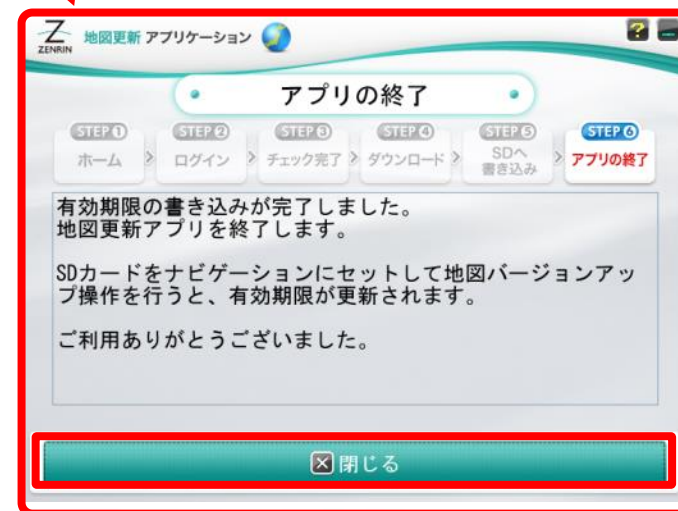 ZENRIN 地図更新 アプリケーション
?
アプリの終了
STEP① STEP② STEP③ STEP④ STEP⑤ STEP⑥
ホーム > ログイン > チェック完了 > ダウンロード > SDへ書き込み > アプリの終了
有効期限の書き込みが完了しました。
地図更新アプリを終了します。
SDカードをナビゲーションにセットして地図バージョンアッ
プ操作を行うと、有効期限が更新されます。
ご利用ありがとうございました。
閉じる